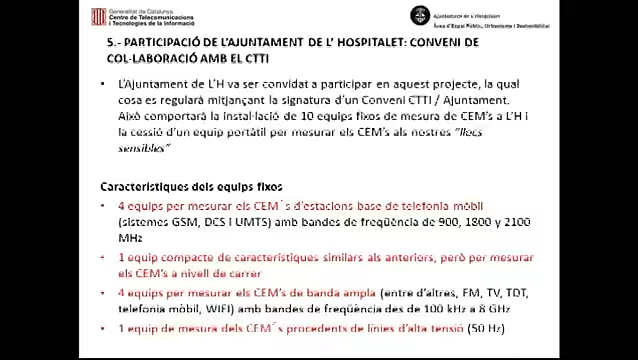 Generalitat de Catalunya
Centre de Telecomunicacions
i Tecnologies de la Informació
Ajuntament de L'Hospitalet
Àrea d'Espai Públic, Urbanisme i Sostenibilitat
5.- PARTICIPACIÓ DE L'AJUNTAMENT DE L' HOSPITALET: CONVENI DE
COL·LABORACIÓ AMB EL CTTI
• L'Ajuntament de L'H va ser convidat a participar en aquest projecte, la qual
cosa es regularà mitjançant la signatura d'un Conveni CTTI / Ajuntament.
Això comportarà la instal·lació de 10 equips fixos de mesura de CEM's a L'H i
la cessió d'un equip portàtil per mesurar els CEM's als nostres "llocs
sensibles"
Característiques dels equips fixos
• 4 equips per mesurar els CEM´s d'estacions base de telefonia mòbil
(sistemes GSM, DCS i UMTS) amb bandes de freqüència de 900, 1800 y 2100
MHz
• 1 equip compacte de característiques similars als anteriors, però per mesurar
els CEM's a nivell de carrer
• 4 equips per mesurar els CEM's de banda ampla (entre d'altres, FM, TV, TDT,
telefonia mòbil, WIFI) amb bandes de freqüència des de 100 kHz a 8 GHz
• 1 equip de mesura dels CEM´s procedents de línies d'alta tensió (50 Hz)